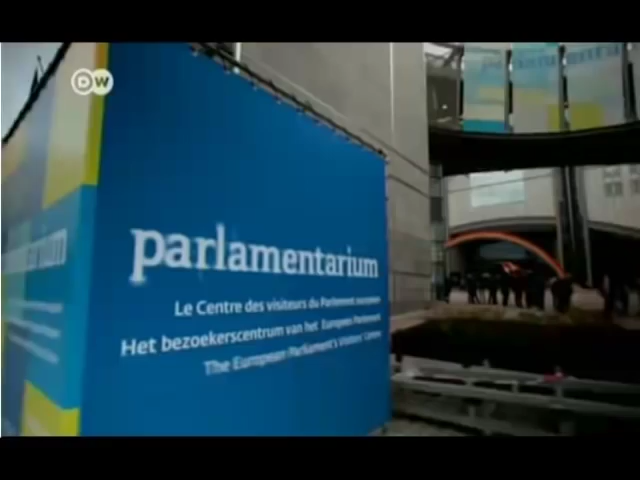 DW
parlamentarium
Le Centre des visiteurs du Parlement européen
Het bezoekerscentrum van het Europees Parlement
The European Parliament's Visitors' Centre